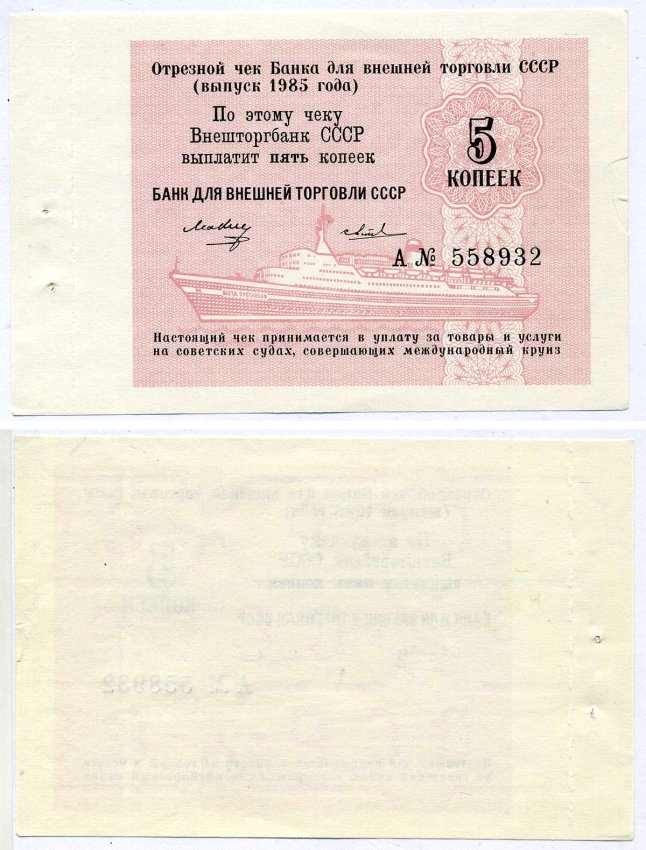 Отрезной чек Банка для внешней торговли СССР
(выпуск 1985 года)
По этому чеку
Внешторгбанк СССР
выплатит пять копеек
5
КОПЕЕК
БАНК ДЛЯ ВНЕШНЕЙ ТОРГОВЛИ СССР
А № 558932
ШОТА РУСТАВЕЛИ
Настоящий чек принимается в уплату за товары и услуги
на советских судах, совершающих международный круиз